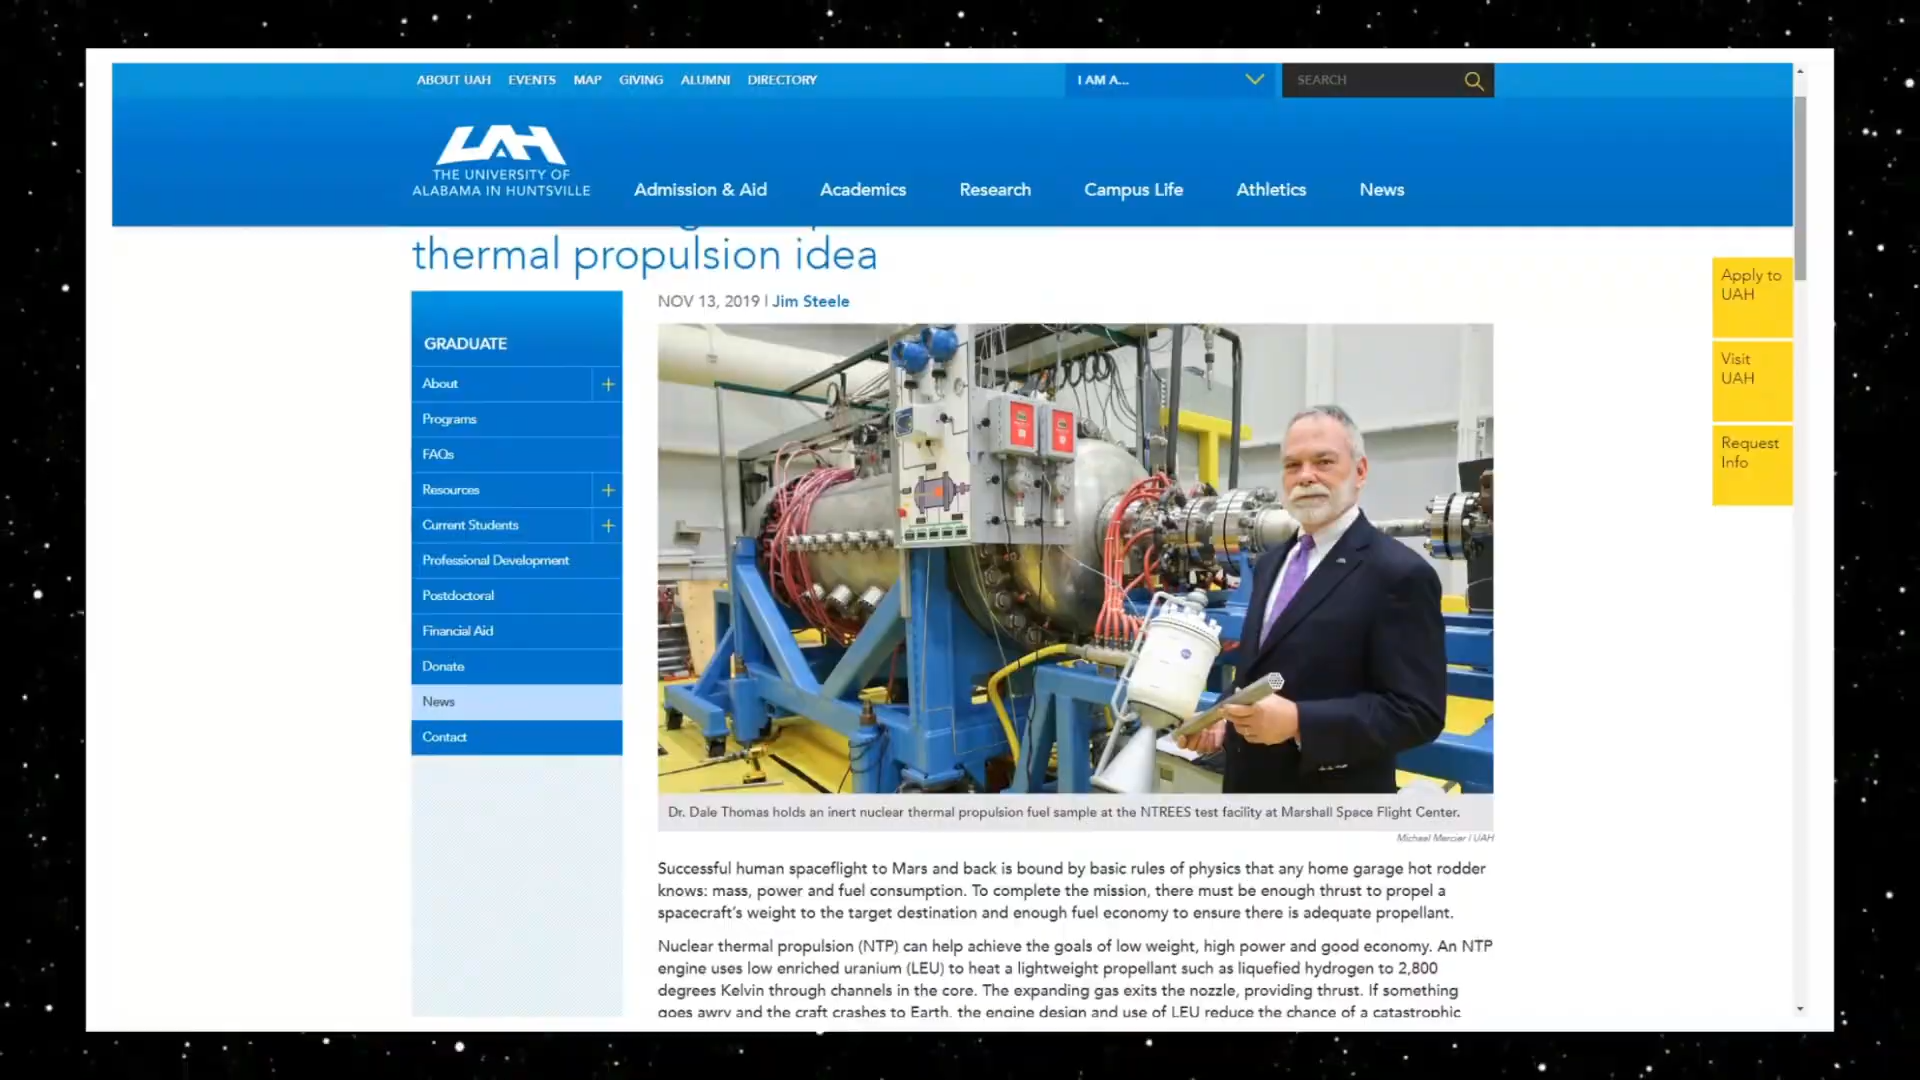 ABOUT UAH EVENTS MAP GIVING ALUMNI DIRECTORY
I AM A...
SEARCH
UAH
THE UNIVERSITY OF
ALABAMA IN HUNTSVILLE
Admission & Aid Academics Research Campus Life Athletics News
thermal propulsion idea
GRADUATE
About +
Programs
FAQs
Resources +
Current Students +
Professional Development
Postdoctoral
Financial Aid
Donate
News
Contact
NOV 13, 2019 | Jim Steele
Dr. Dale Thomas holds an inert nuclear thermal propulsion fuel sample at the NTREES test facility at Marshall Space Flight Center.
Michael Mercier | UAH
Successful human spaceflight to Mars and back is bound by basic rules of physics that any home garage hot rodder
knows: mass, power and fuel consumption. To complete the mission, there must be enough thrust to propel a
spacecraft's weight to the target destination and enough fuel economy to ensure there is adequate propellant.
Nuclear thermal propulsion (NTP) can help achieve the goals of low weight, high power and good economy. An NTP
engine uses low enriched uranium (LEU) to heat a lightweight propellant such as liquefied hydrogen to 2,800
degrees Kelvin through channels in the core. The expanding gas exits the nozzle, providing thrust. If something
goes awry and the craft crashes to Earth, the engine design and use of LEU reduce the chance of a catastrophic
Apply to
UAH
Visit
UAH
Request
Info